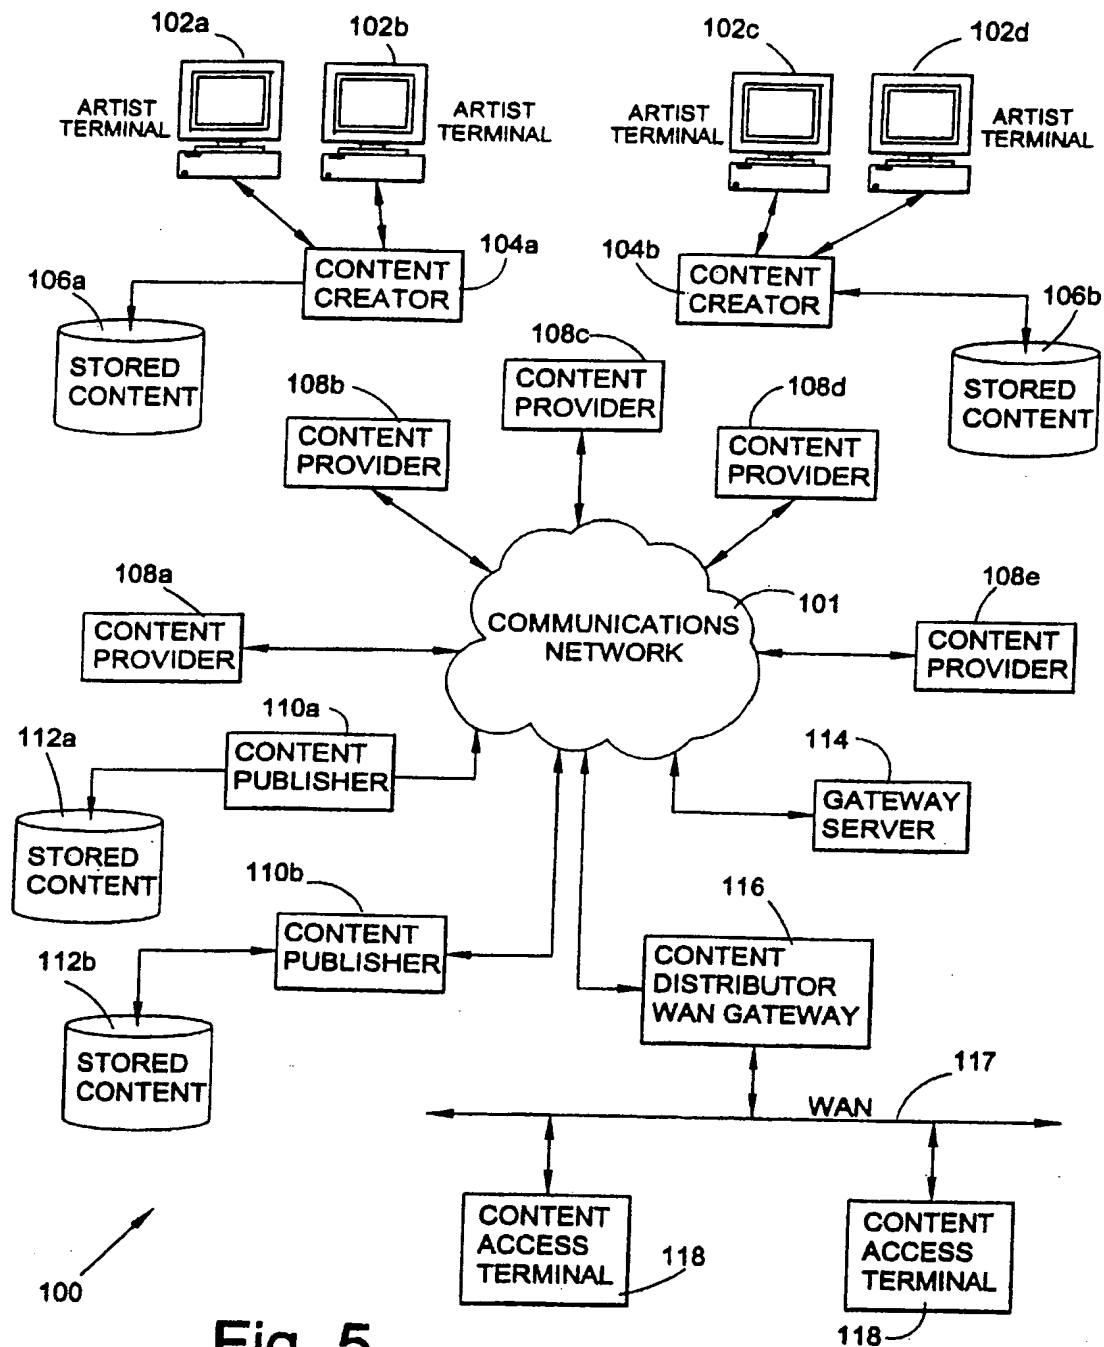 102a
102b
102c
102d
ARTIST
TERMINAL
ARTIST
TERMINAL
ARTIST
TERMINAL
ARTIST
TERMINAL
104a
CONTENT
CREATOR
104b
CONTENT
CREATOR
106a
STORED
CONTENT
106b
STORED
CONTENT
108c
CONTENT
PROVIDER
108b
CONTENT
PROVIDER
108d
CONTENT
PROVIDER
108a
CONTENT
PROVIDER
101
COMMUNICATIONS
NETWORK
108e
CONTENT
PROVIDER
110a
CONTENT
PUBLISHER
112a
STORED
CONTENT
114
GATEWAY
SERVER
110b
CONTENT
PUBLISHER
112b
STORED
CONTENT
116
CONTENT
DISTRIBUTOR
WAN GATEWAY
117
WAN
CONTENT
ACCESS
TERMINAL
118
CONTENT
ACCESS
TERMINAL
118
100
Fig. 5